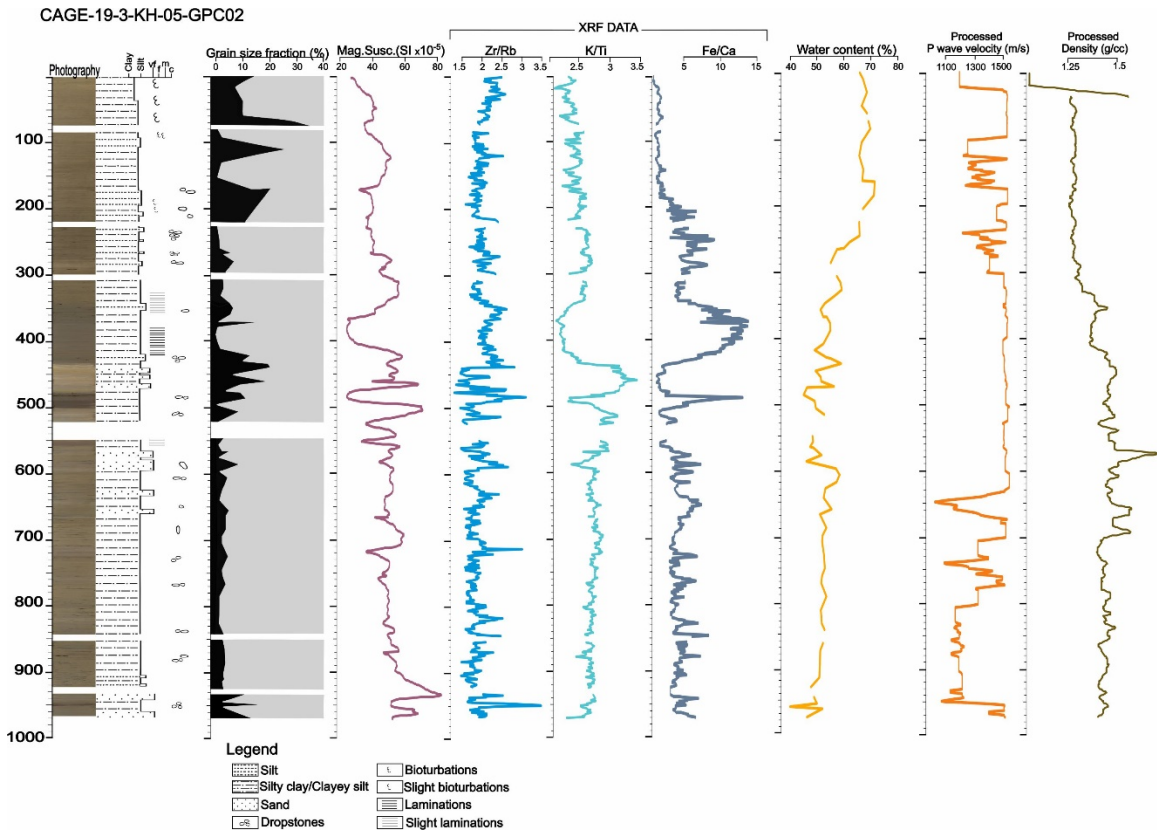 CAGE-19-3-KH-05-GPC02
XRF DATA
Photography
Clay
Silt
vf
f
m
c
Grain size fraction (%)
Mag.Susc.(SI x10-5)
Zr/Rb
K/Ti
Fe/Ca
Water content (%)
Processed
P wave velocity (m/s)
Processed
Density (g/cc)
0 5 10 15 20 25 30 35 40
20 40 60 80
1.5 2 2.5 3 3.5
2.5 3 3.5
5 10 15
40 50 60 70 80
1100 1300 1500
1.25 1.5
100
200
300
400
500
600
700
800
900
1000
Legend
Silt
Silty clay/Clayey silt
Sand
Dropstones
Bioturbations
Slight bioturbations
Laminations
Slight laminations